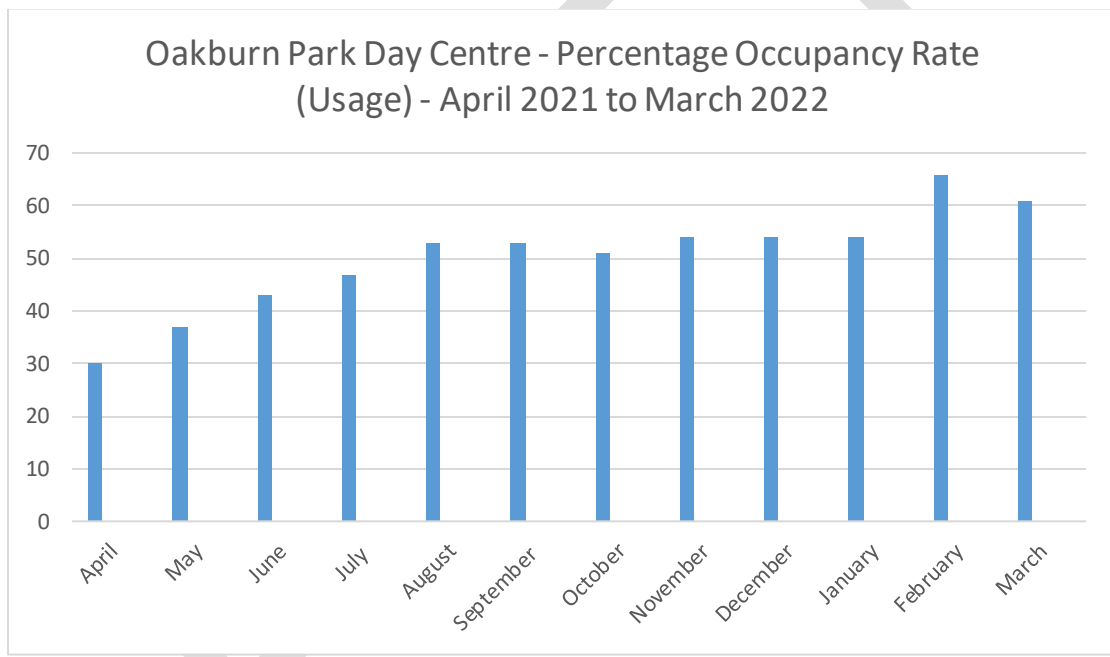 Oakburn Park Day Centre - Percentage Occupancy Rate
(Usage) - April 2021 to March 2022
70
60
50
40
30
20
10
0
April
May
June
July
August
September
October
November
December
January
February
March